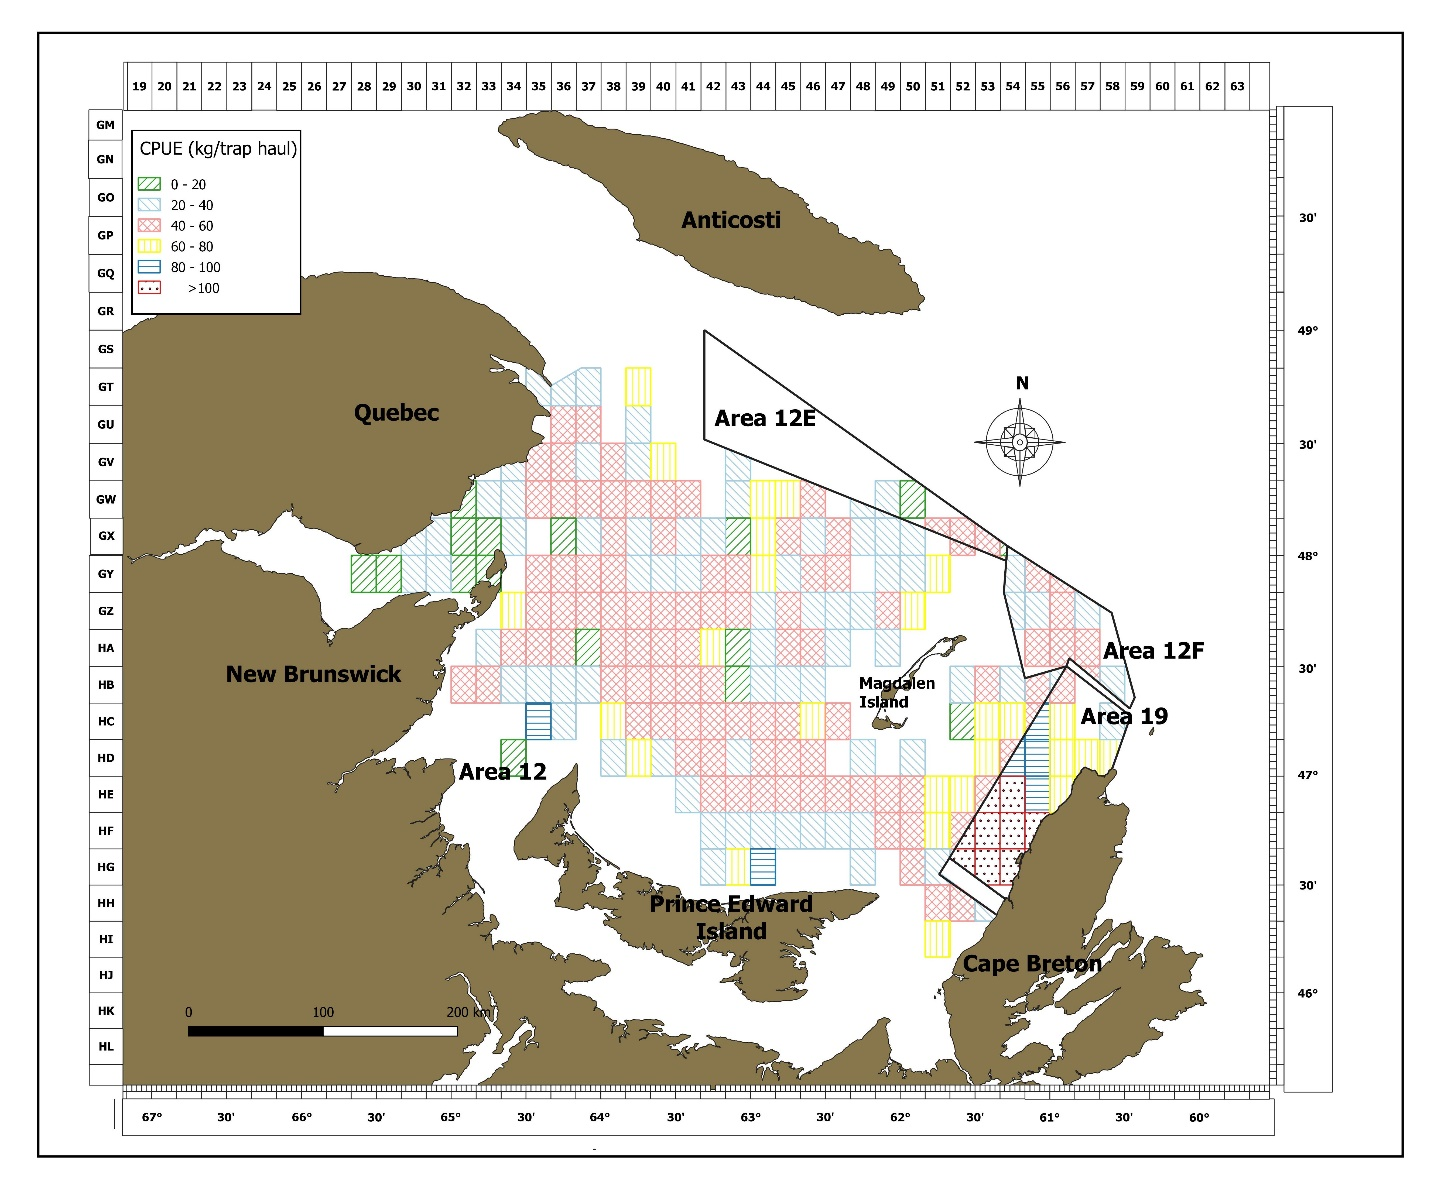 19 20 21 22 23 24 25 26 27 28 29 30 31 32 33 34 35 36 37 38 39 40 41 42 43 44 45 46 47 48 49 50 51 52 53 54 55 56 57 58 59 60 61 62 63
GM
GN
GO
GP
GQ
GR
GS
GT
GU
GV
GW
GX
GY
GZ
HA
HB
HC
HD
HE
HF
HG
HH
HI
HJ
HK
HL
CPUE (kg/trap haul)
0 - 20
20 - 40
40 - 60
60 - 80
80 - 100
>100
Anticosti
Quebec
Area 12E
N
New Brunswick
Area 12F
Magdalen
Island
Area 19
Area 12
Prince Edward
Island
Cape Breton
0 100 200 km
30'
49°
30'
48°
30'
47°
30'
46°
67° 30' 66° 30' 65° 30' 64° 30' 63° 30' 62° 30' 61° 30' 60°